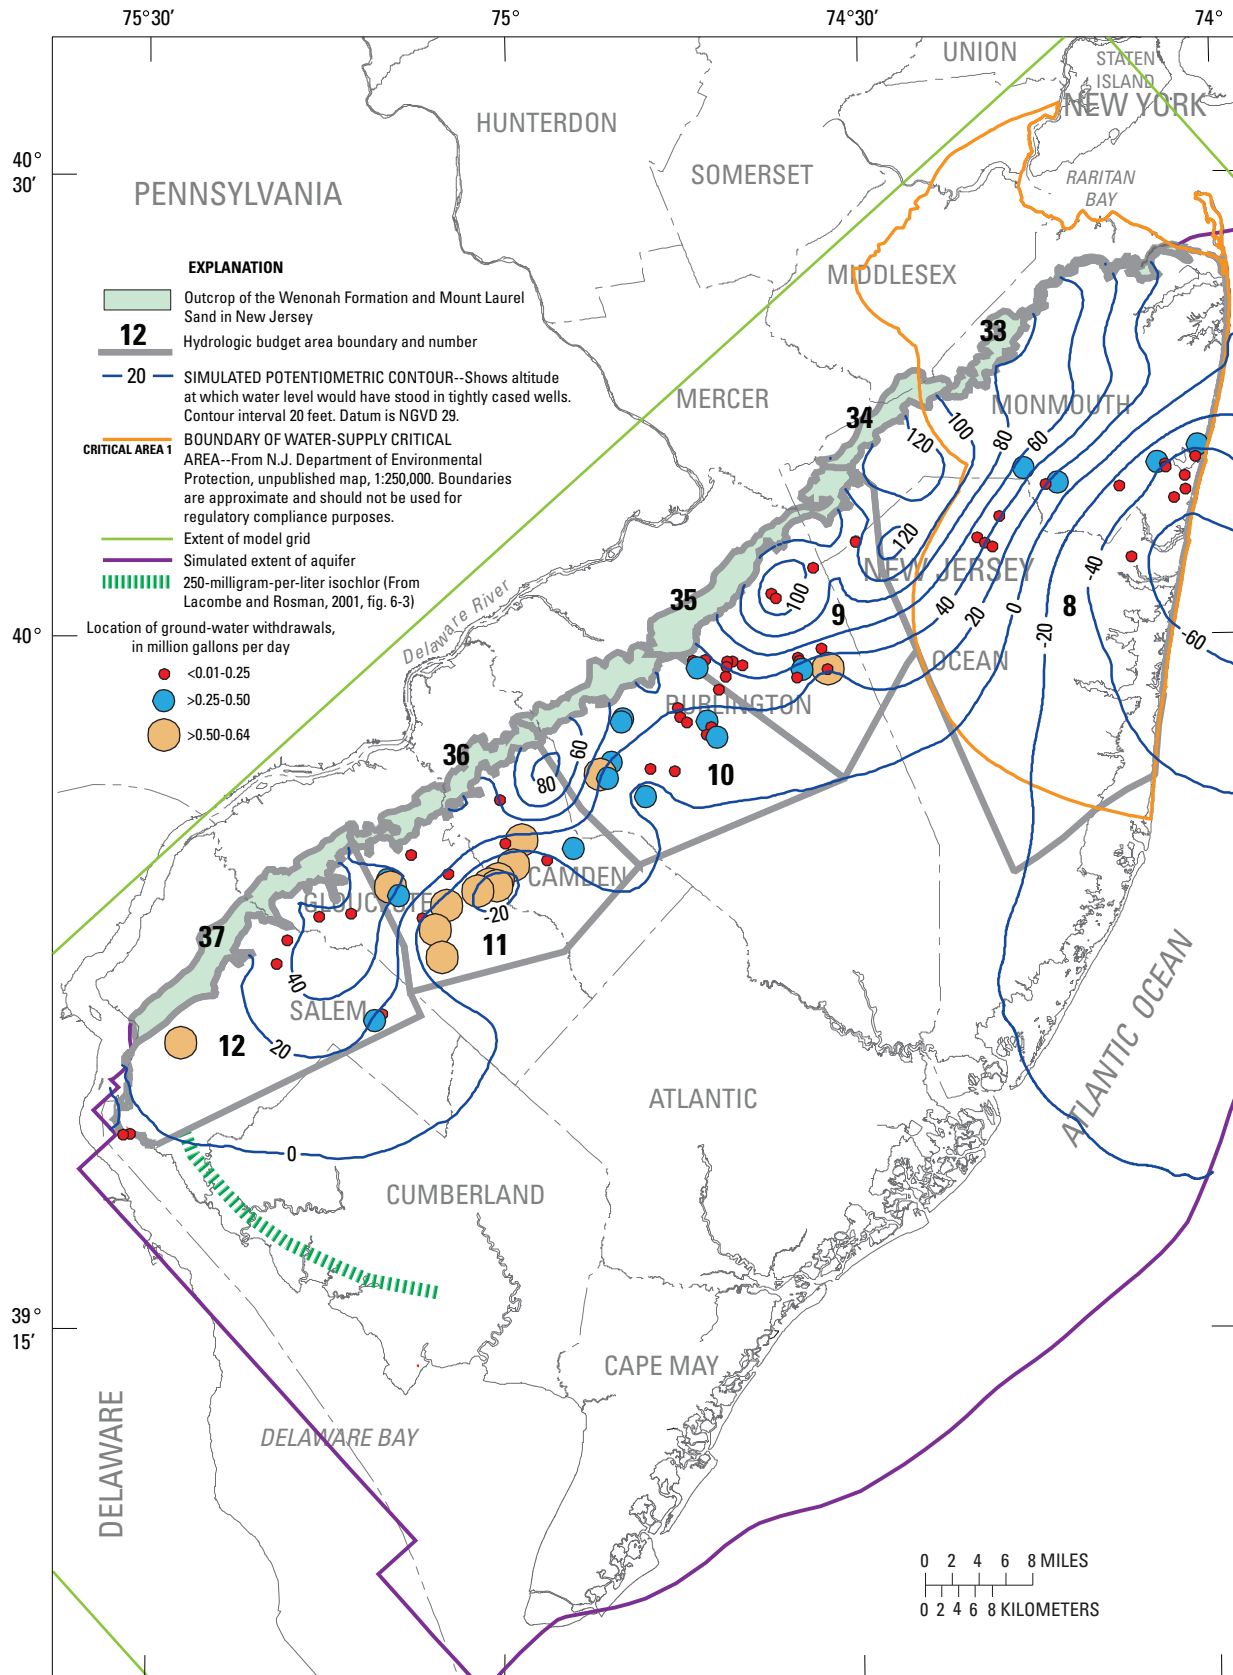 75°30'
75°
74°30'
74°
40°
30'
40°
39°
15'
UNION
STATEN
ISLAND
NEW YORK
HUNTERDON
SOMERSET
RARITAN
BAY
PENNSYLVANIA
MIDDLESEX
MERCER
MONMOUTH
NEW JERSEY
OCEAN
BURLINGTON
CAMDEN
GLOUCESTER
SALEM
ATLANTIC
CUMBERLAND
CAPE MAY
DELAWARE
DELAWARE BAY
Delaware River
ATLANTIC OCEAN
EXPLANATION
Outcrop of the Wenonah Formation and Mount Laurel
Sand in New Jersey
12
Hydrologic budget area boundary and number
20
SIMULATED POTENTIOMETRIC CONTOUR--Shows altitude
at which water level would have stood in tightly cased wells.
Contour interval 20 feet. Datum is NGVD 29.
CRITICAL AREA 1
BOUNDARY OF WATER-SUPPLY CRITICAL
AREA--From N.J. Department of Environmental
Protection, unpublished map, 1:250,000. Boundaries
are approximate and should not be used for
regulatory compliance purposes.
Extent of model grid
Simulated extent of aquifer
250-milligram-per-liter isochlor (From
Lacombe and Rosman, 2001, fig. 6-3)
Location of ground-water withdrawals,
in million gallons per day
<0.01-0.25
>0.25-0.50
>0.50-0.64
33
34
35
36
37
8
9
10
11
12
120
100
80
60
120
100
40
20
0
-20
-40
-60
60
80
-20
40
20
0
0 2 4 6 8 MILES
0 2 4 6 8 KILOMETERS